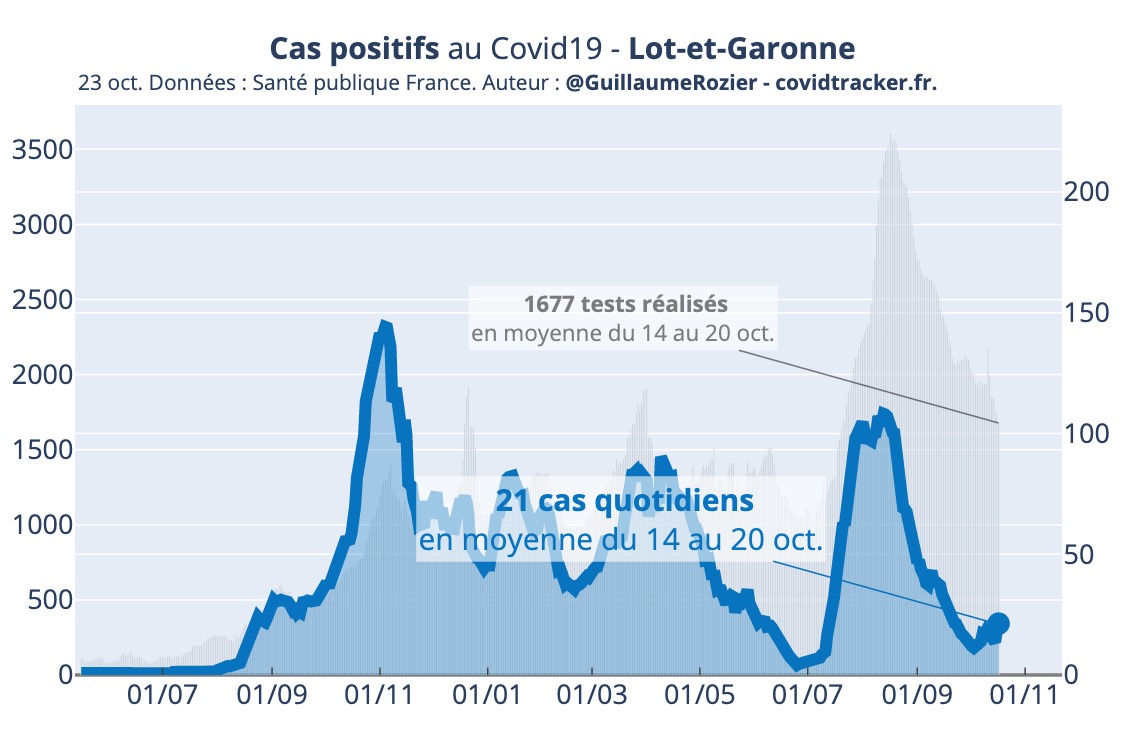 Cas positifs au Covid19 - Lot-et-Garonne
23 oct. Données : Santé publique France. Auteur : @GuillaumeRozier - covidtracker.fr.
3500
3000
2500
2000
1500
1000
500
0
200
150
100
50
0
1677 tests réalisés
en moyenne du 14 au 20 oct.
21 cas quotidiens
en moyenne du 14 au 20 oct.
01/07 01/09 01/11 01/01 01/03 01/05 01/07 01/09 01/11